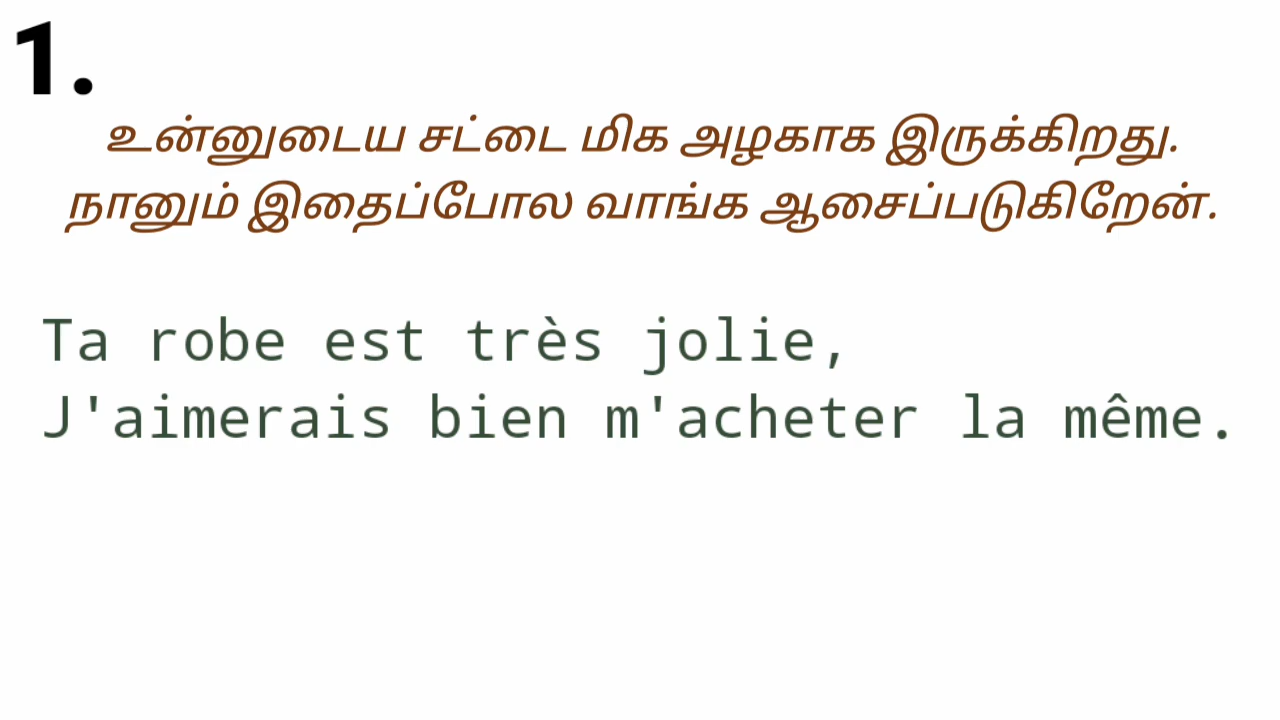 1.
உன்னுடைய சட்டை மிக அழகாக இருக்கிறது.
நானும் இதைப்போல வாங்க ஆசைப்படுகிறேன்.
Ta robe est très jolie,
J'aimerais bien m'acheter la même.